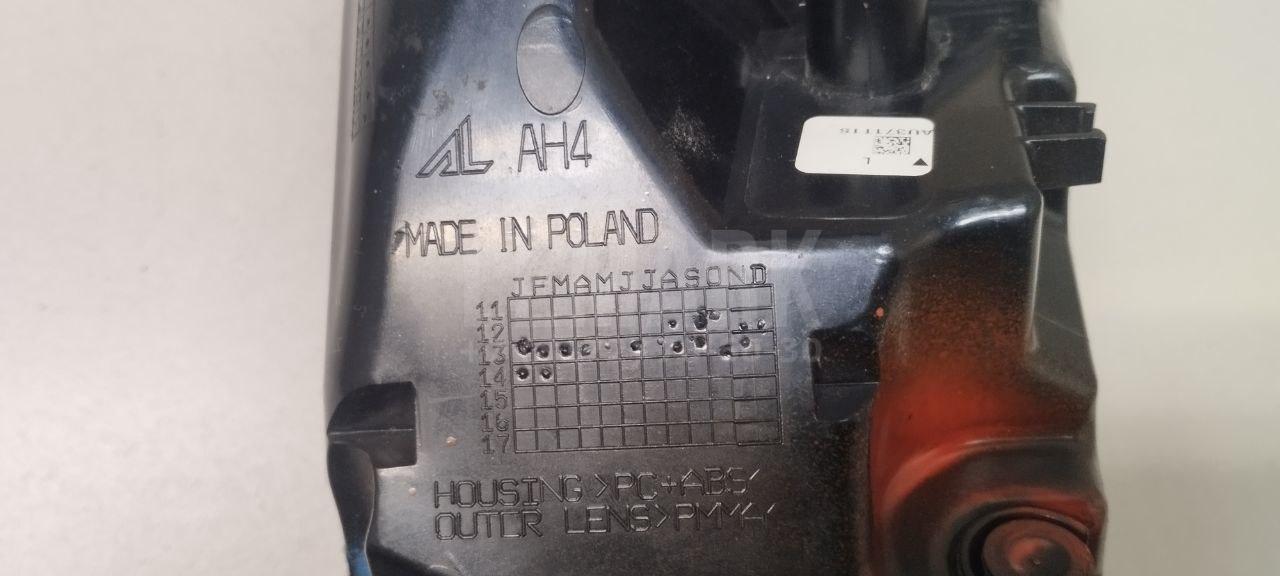 AL AH4
MADE IN POLAND
JFMAMJJASOND
11
12
13
14
15
16
17
HOUSING >PC+ABS<
OUTER LENS >PMMA<
AU37111S
L